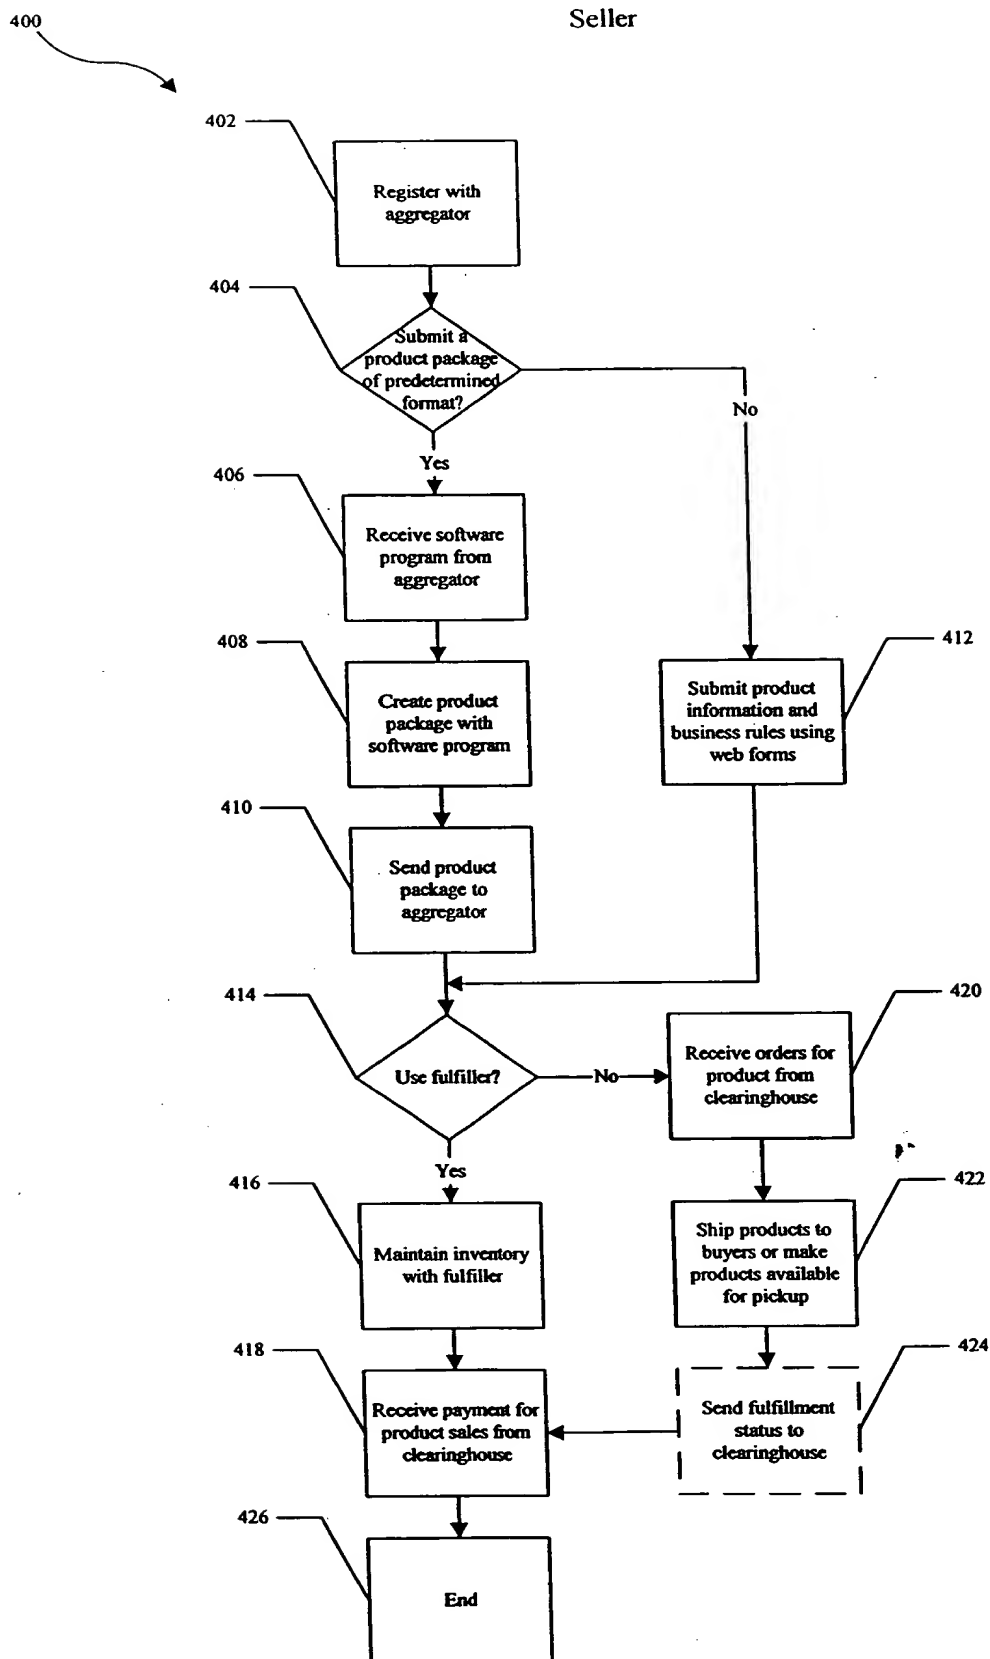 400
Seller
402
Register with
aggregator
404
Submit a
product package
of predetermined
format?
No
Yes
406
Receive software
program from
aggregator
408
Create product
package with
software program
412
Submit product
information and
business rules using
web forms
410
Send product
package to
aggregator
414
Use fulfiller?
No
420
Receive orders for
product from
clearinghouse
Yes
416
Maintain inventory
with fulfiller
422
Ship products to
buyers or make
products available
for pickup
418
Receive payment for
product sales from
clearinghouse
424
Send fulfillment
status to
clearinghouse
426
End